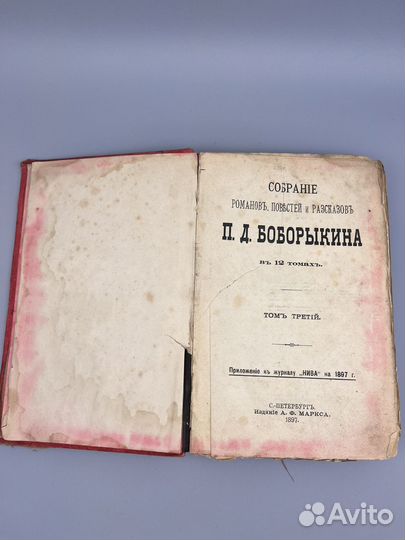 СОБРАНІЕ
РОМАНОВЪ, ПОВѢСТЕЙ и РАЗСКАЗОВЪ
П. Д. БОБОРЫКИНА
въ 12 томахъ.
ТОМЪ ТРЕТІЙ.
Приложеніе къ журналу „НИВА" на 1897 г.
С.-ПЕТЕРБУРГЪ.
Изданіе А. Ф. МАРКСА.
1897.
Avito